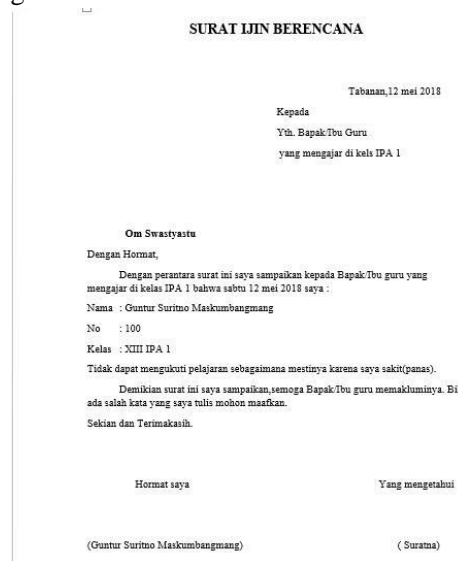 SURAT IJIN BERENCANA
Tabanan,12 mei 2018
Kepada
Yth. Bapak/Ibu Guru
yang mengajar di kels IPA 1
Om Swastyastu
Dengan Hormat,
Dengan perantara surat ini saya sampaikan kepada Bapak/Ibu guru yang
mengajar di kelas IPA 1 bahwa sabtu 12 mei 2018 saya :
Nama : Guntur Suritno Maskumbangmang
No : 100
Kelas : XIII IPA 1
Tidak dapat mengukuti pelajaran sebagaimana mestinya karena saya sakit(panas).
Demikian surat ini saya sampaikan,semoga Bapak/Ibu guru memakluminya. Bi
ada salah kata yang saya tulis mohon maafkan.
Sekian dan Terimakasih.
Hormat saya Yang mengetahui
(Guntur Suritno Maskumbangmang) ( Suratna)